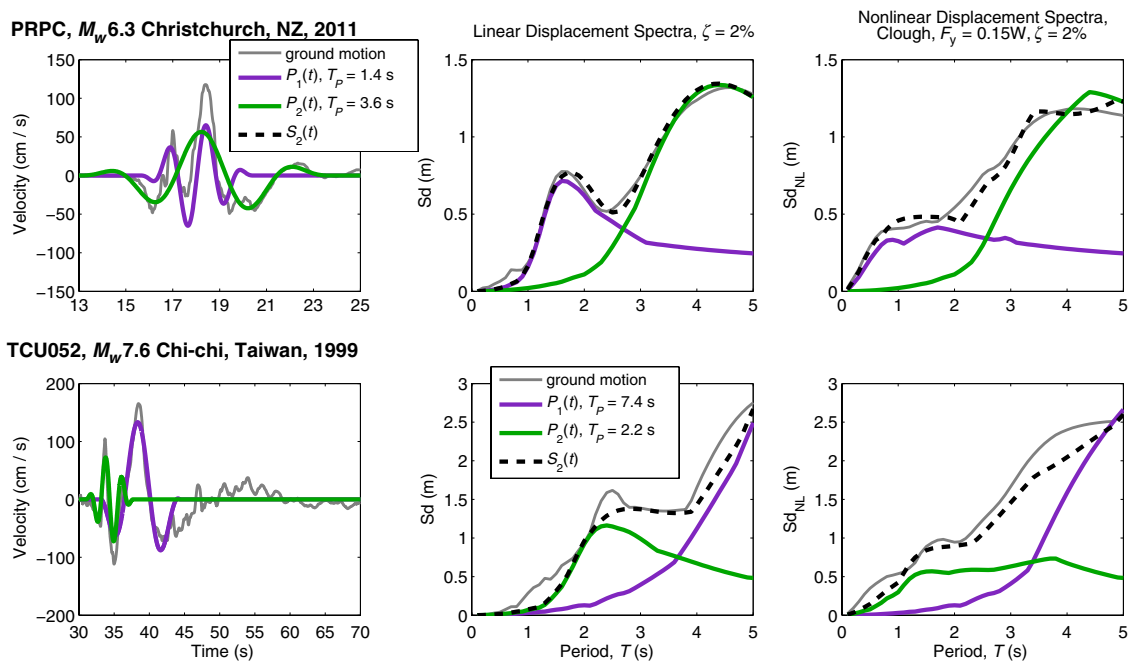 PRPC, Mw6.3 Christchurch, NZ, 2011
Linear Displacement Spectra, ζ = 2%
Nonlinear Displacement Spectra,
Clough, Fy = 0.15W, ζ = 2%
ground motion
P1(t), TP = 1.4 s
P2(t), TP = 3.6 s
S2(t)
Velocity (cm / s)
150
100
50
0
−50
−100
−150
13 15 17 19 21 23 25
Sd (m)
1.5
1
0.5
0
0 1 2 3 4 5
SdNL (m)
1.5
1
0.5
0
0 1 2 3 4 5
TCU052, Mw7.6 Chi-chi, Taiwan, 1999
Velocity (cm / s)
200
100
0
−100
−200
30 35 40 45 50 55 60 65 70
Time (s)
ground motion
P1(t), TP = 7.4 s
P2(t), TP = 2.2 s
S2(t)
Sd (m)
3
2.5
2
1.5
1
0.5
0
0 1 2 3 4 5
Period, T (s)
SdNL (m)
3
2.5
2
1.5
1
0.5
0
0 1 2 3 4 5
Period, T (s)